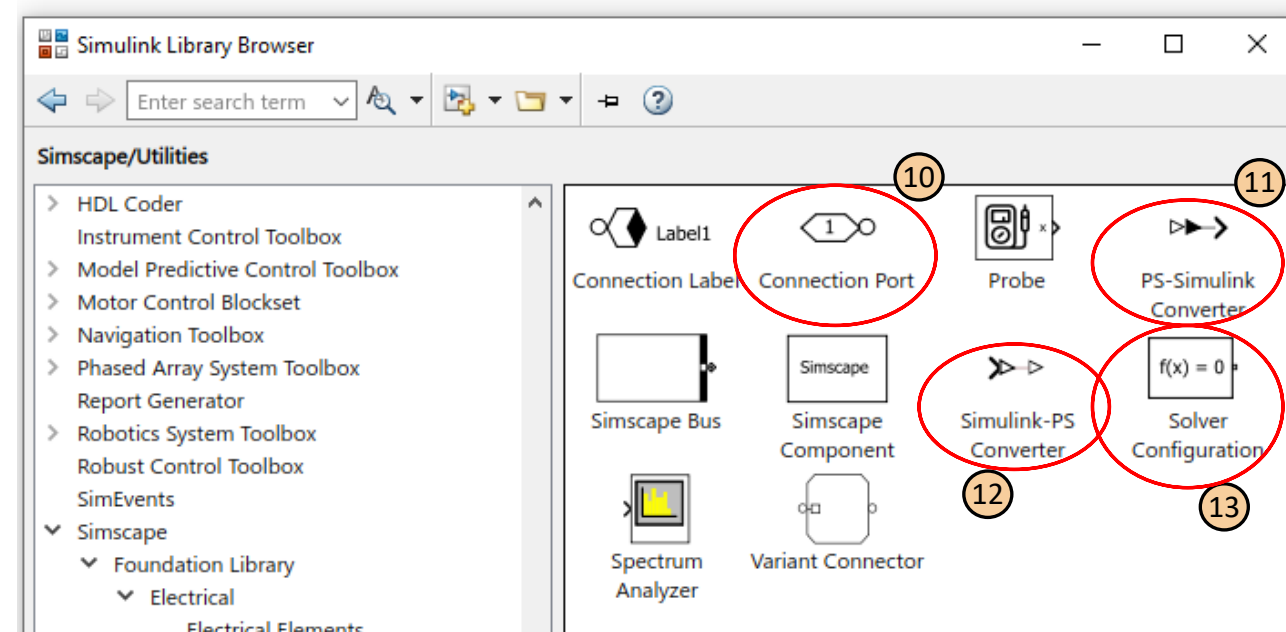 Simulink Library Browser
Enter search term
Simscape/Utilities
HDL Coder
Instrument Control Toolbox
Model Predictive Control Toolbox
Motor Control Blockset
Navigation Toolbox
Phased Array System Toolbox
Report Generator
Robotics System Toolbox
Robust Control Toolbox
SimEvents
Simscape
Foundation Library
Electrical
Electrical Elements
10
11
Label1
1
x
Connection Label
Connection Port
Probe
PS-Simulink
Converter
Simscape
f(x) = 0
Simscape Bus
Simscape
Component
Simulink-PS
Converter
Solver
Configuration
12
13
Spectrum
Analyzer
Variant Connector